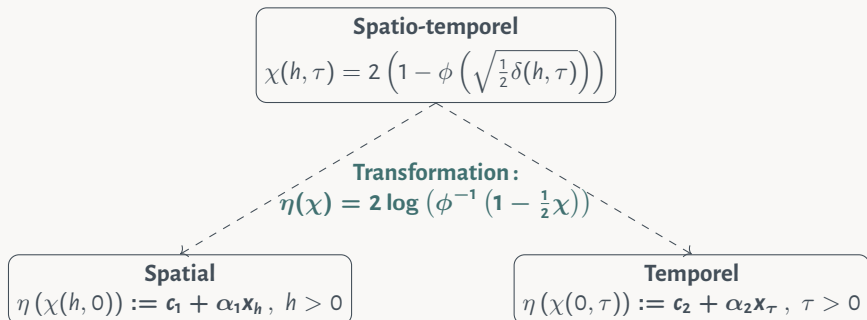 Spatio-temporel
χ(h, τ) = 2 (1 − ϕ (√(½δ(h, τ))))
Transformation :
η(χ) = 2 log (ϕ⁻¹ (1 − ½χ))
Spatial
η (χ(h, 0)) := c₁ + α₁xₕ , h > 0
Temporel
η (χ(0, τ)) := c₂ + α₂x_τ , τ > 0